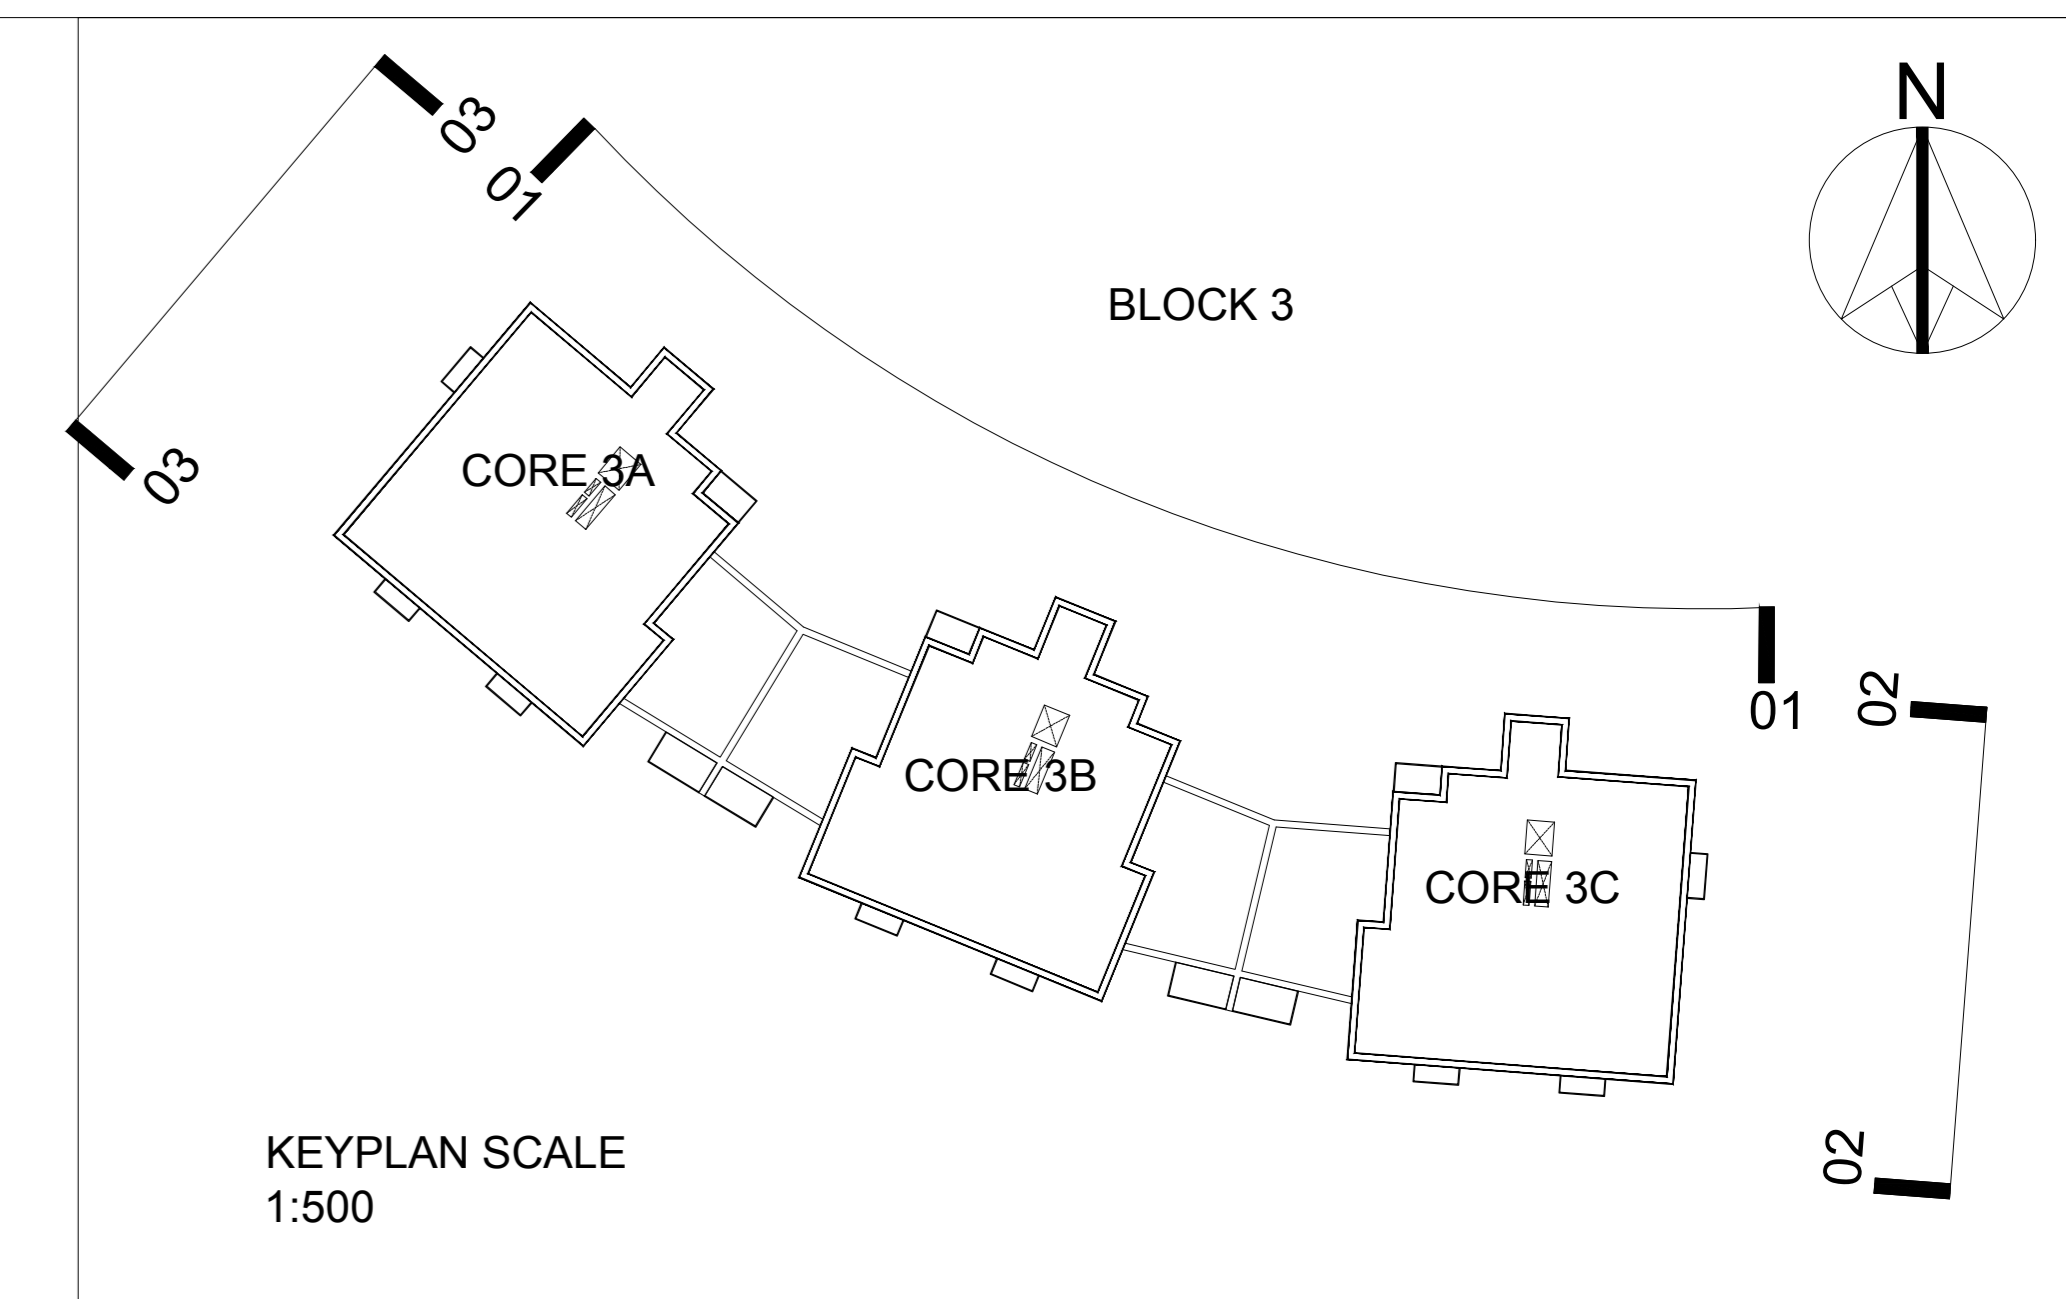 03
01
N
BLOCK 3
03
CORE 3A
01
02
CORE 3B
CORE 3C
02
KEYPLAN SCALE
1:500